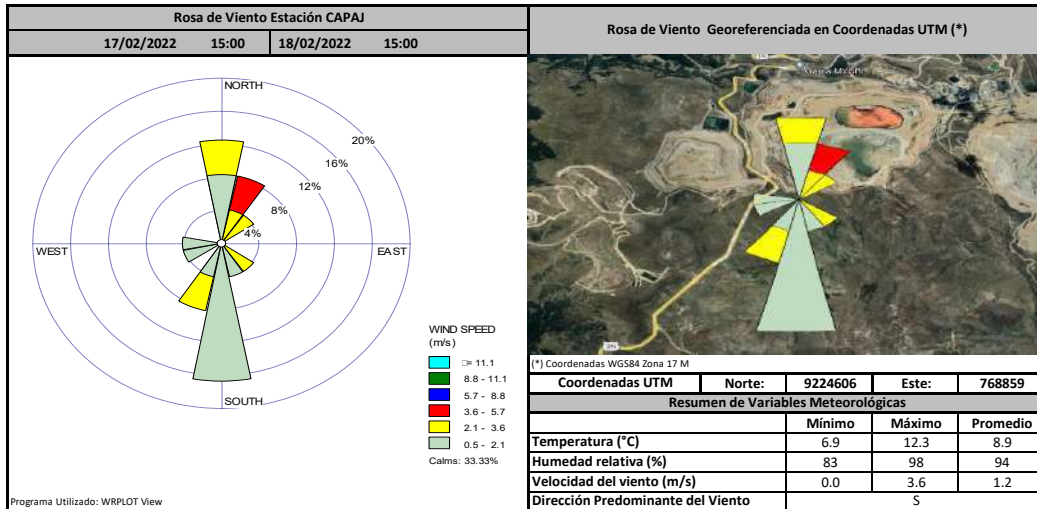 Rosa de Viento Estación CAPAJ
17/02/2022 15:00 18/02/2022 15:00
NORTH
20%
16%
12%
8%
4%
WEST
EAST
SOUTH
WIND SPEED
(m/s)
□= 11.1
8.8 - 11.1
5.7 - 8.8
3.6 - 5.7
2.1 - 3.6
0.5 - 2.1
Calms: 33.33%
Programa Utilizado: WRPLOT View
Rosa de Viento Georeferenciada en Coordenadas UTM (*)
(*) Coordenadas WGS84 Zona 17 M
Coordenadas UTM Norte: 9224606 Este: 768859
Resumen de Variables Meteorológicas
Mínimo Máximo Promedio
Temperatura (°C) 6.9 12.3 8.9
Humedad relativa (%) 83 98 94
Velocidad del viento (m/s) 0.0 3.6 1.2
Dirección Predominante del Viento S